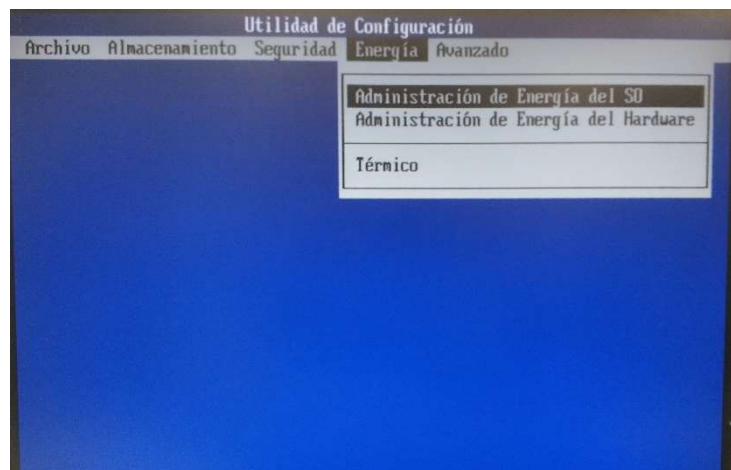 Utilidad de Configuración
Archivo Almacenamiento Seguridad Energía Avanzado
Administración de Energía del SO
Administración de Energía del Hardware
Térmico